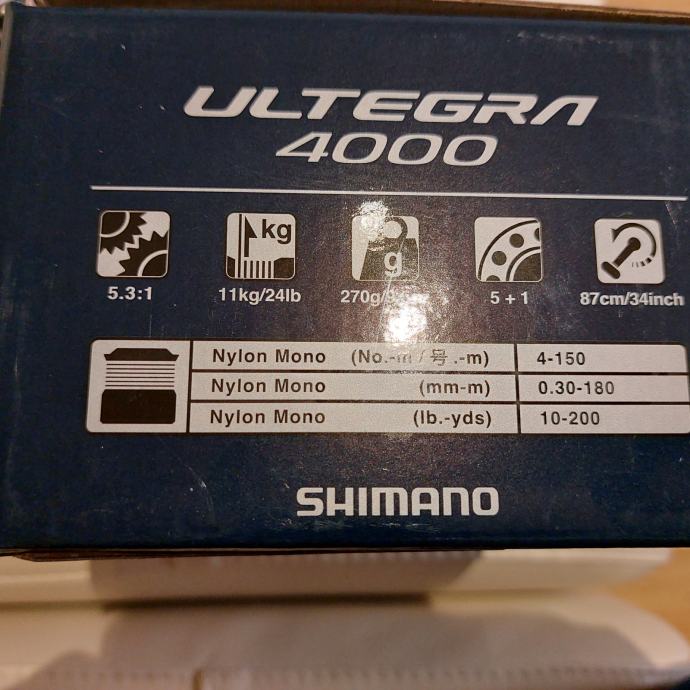 ULTEGRA
4000
kg g
5.3:1 11kg/24lb 270g/ 5 + 1 87cm/34inch
Nylon Mono (No.-m / 号.-m) 4-150
Nylon Mono (mm-m) 0.30-180
Nylon Mono (lb.-yds) 10-200
SHIMANO